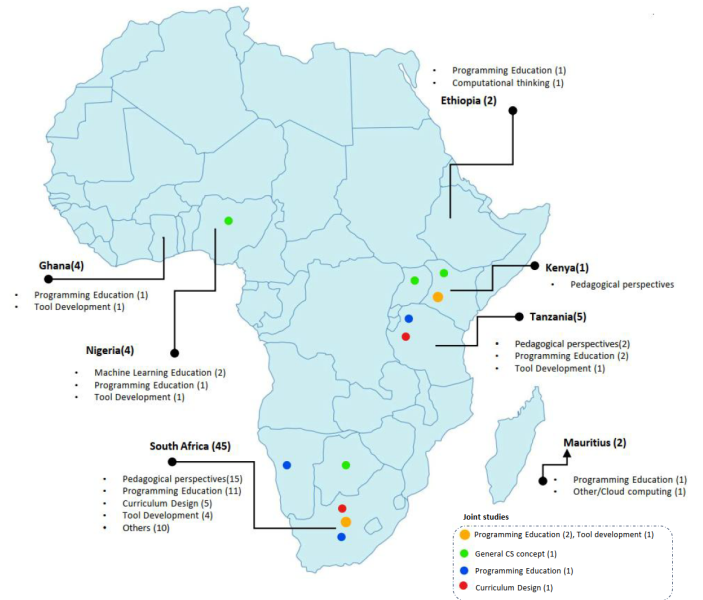 • Programming Education (1)
• Computational thinking (1)
Ethiopia (2)
Ghana(4)
• Programming Education (1)
• Tool Development (1)
Kenya(1)
• Pedagogical perspectives
Tanzania(5)
• Pedagogical perspectives(2)
• Programming Education (2)
• Tool Development (1)
Nigeria(4)
• Machine Learning Education (2)
• Programming Education (1)
• Tool Development (1)
South Africa (45)
• Pedagogical perspectives(15)
• Programming Education (11)
• Curriculum Design (5)
• Tool Development (4)
• Others (10)
Mauritius (2)
• Programming Education (1)
• Other/Cloud computing (1)
Joint studies
Programming Education (2), Tool development (1)
General CS concept (1)
Programming Education (1)
Curriculum Design (1)